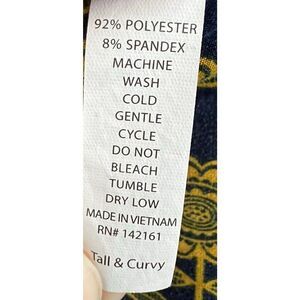 92% POLYESTER
8% SPANDEX
MACHINE
WASH
COLD
GENTLE
CYCLE
DO NOT
BLEACH
TUMBLE
DRY LOW
MADE IN VIETNAM
RN# 142161
Tall & Curvy